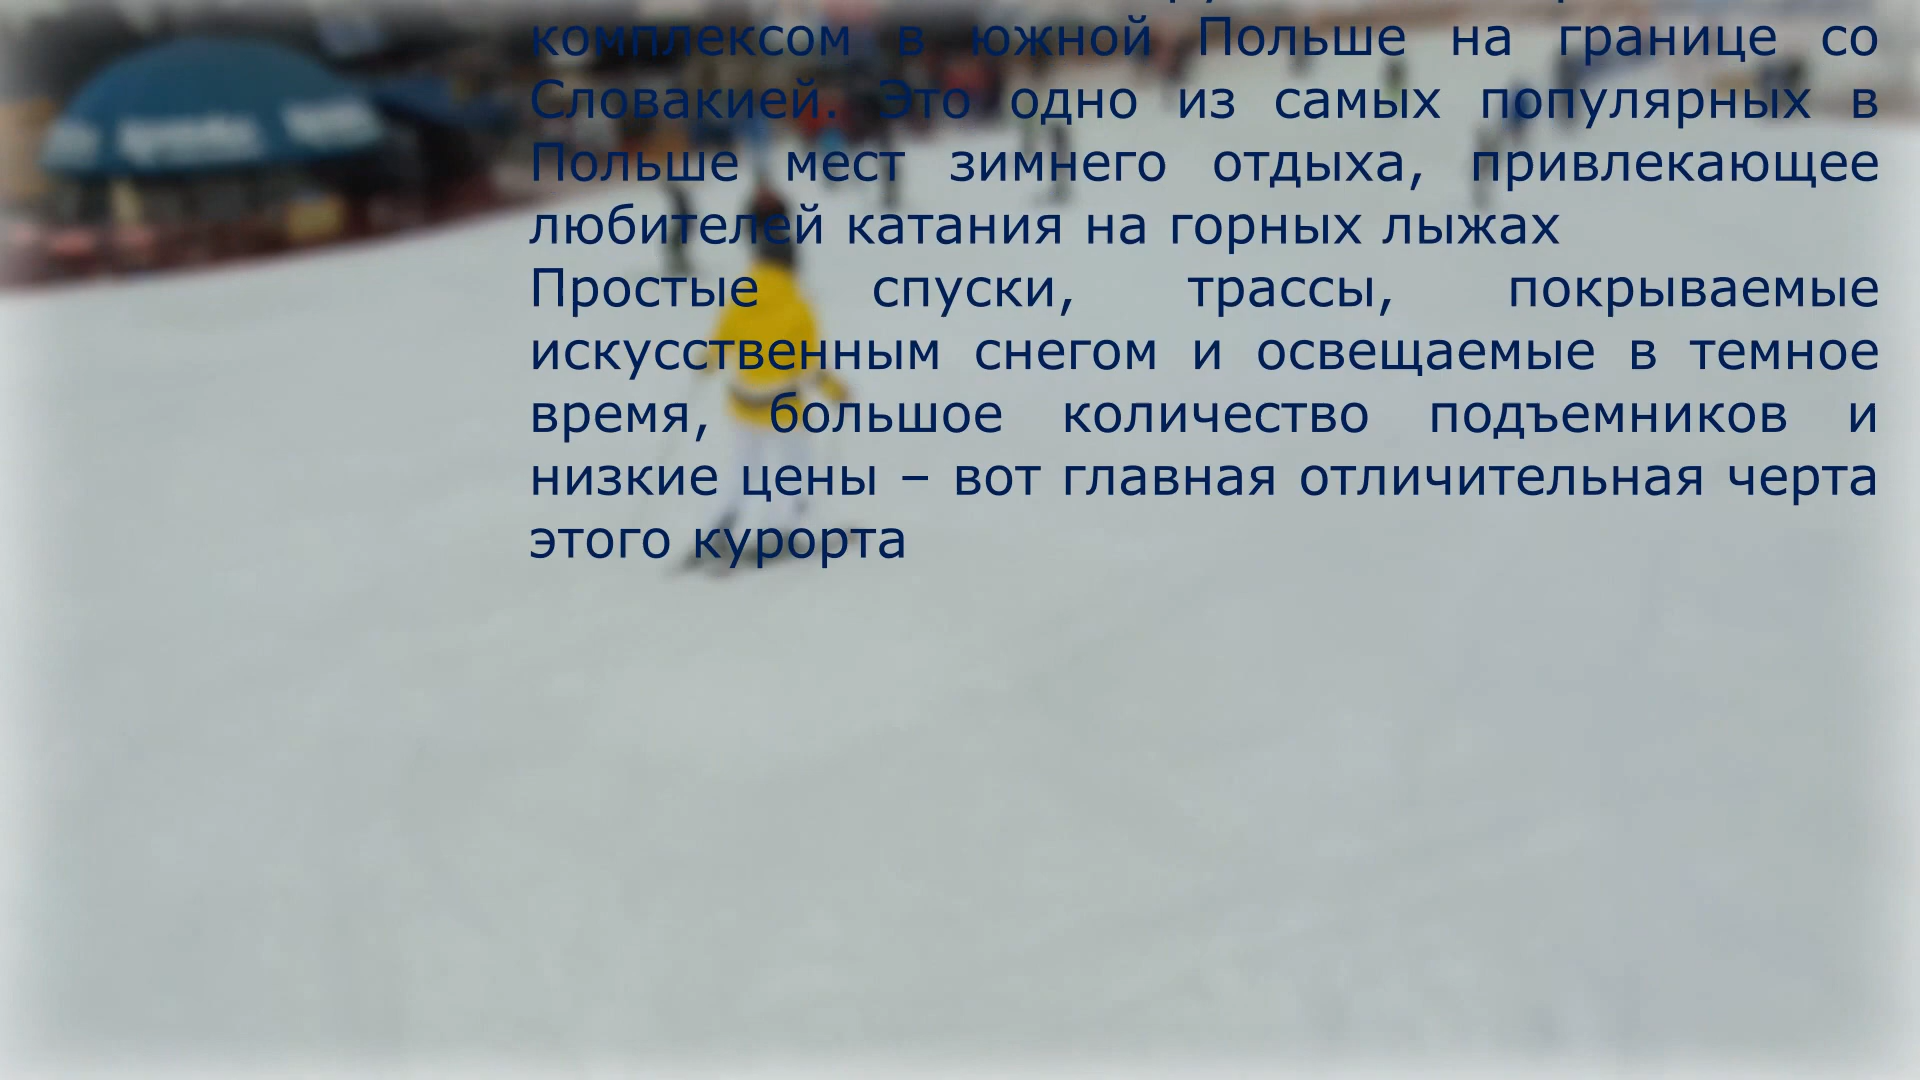 комплексом в южной Польше на границе со
Словакией. Это одно из самых популярных в
Польше мест зимнего отдыха, привлекающее
любителей катания на горных лыжах
Простые спуски, трассы, покрываемые
искусственным снегом и освещаемые в темное
время, большое количество подъемников и
низкие цены – вот главная отличительная черта
этого курорта